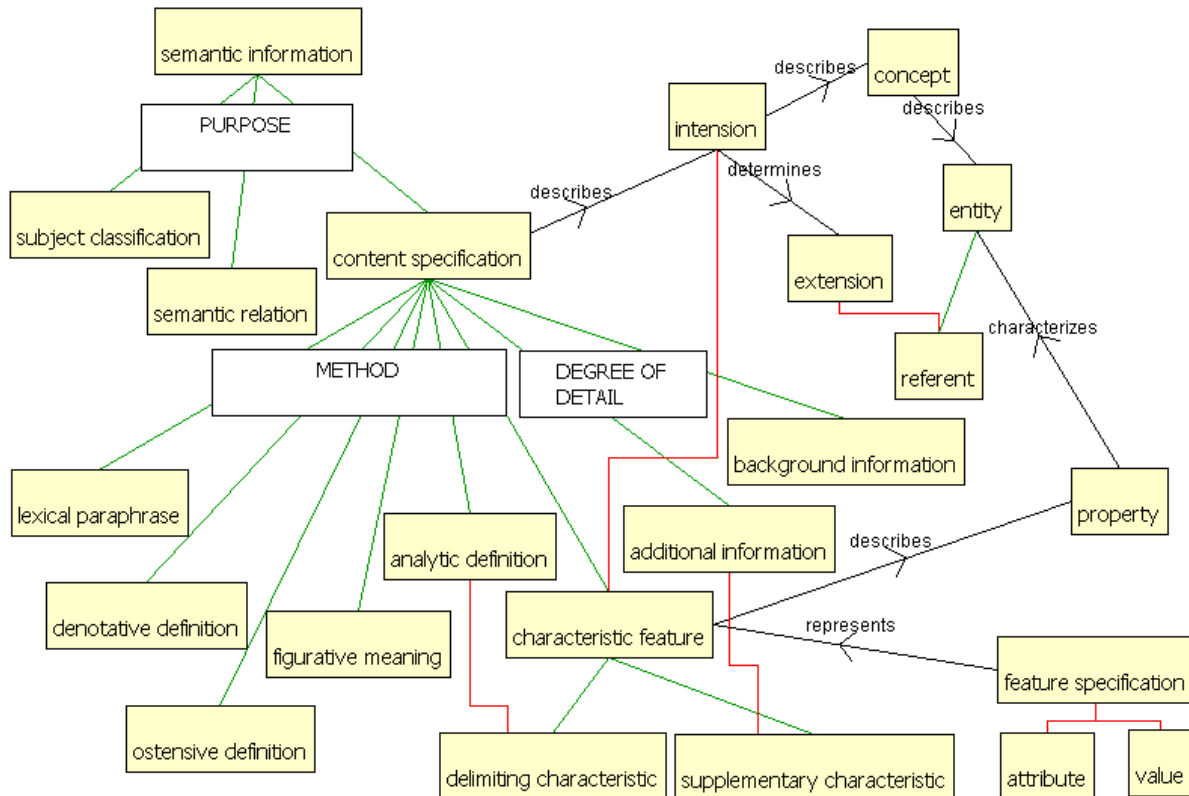 semantic information
describes
concept
describes
PURPOSE
intension
describes
determines
subject classification
entity
content specification
extension
semantic relation
characterizes
METHOD
DEGREE OF
DETAIL
referent
background information
lexical paraphrase
property
analytic definition
additional information
describes
denotative definition
figurative meaning
characteristic feature
represents
feature specification
ostensive definition
delimiting characteristic
supplementary characteristic
attribute
value